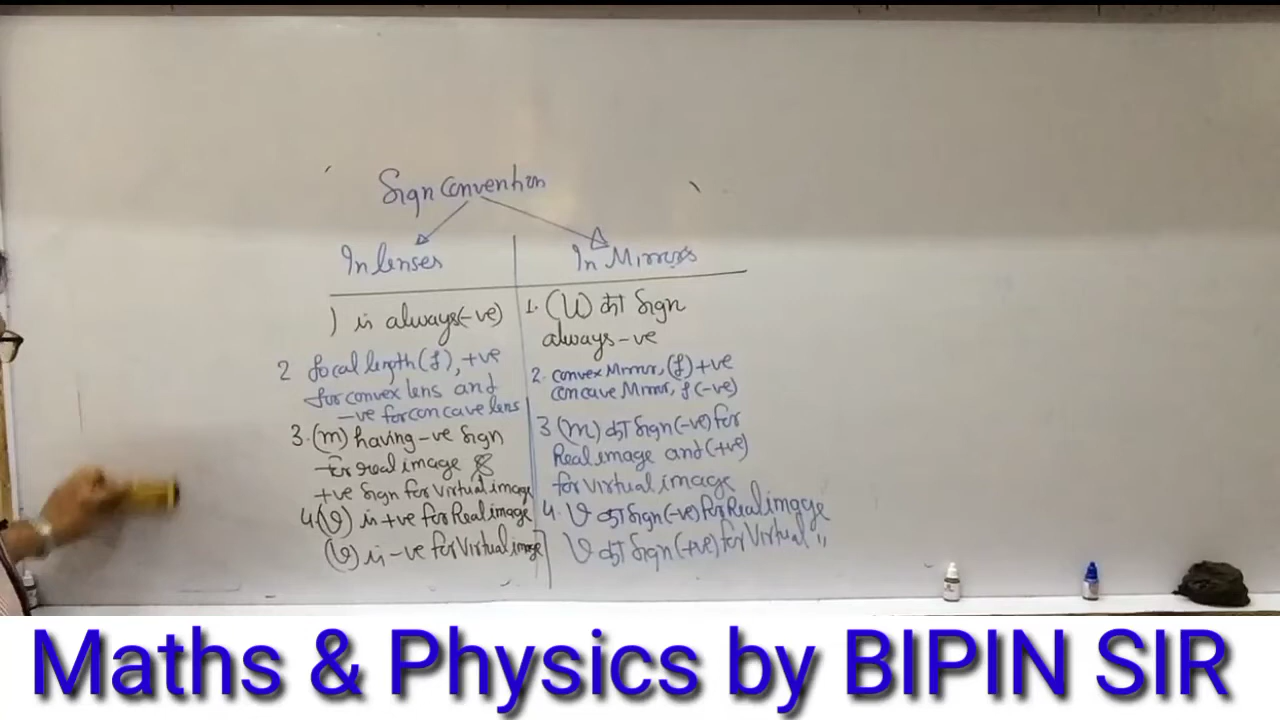 Sign Convention
In lenses
) is always(-ve)
2 focal length(f), +ve
for convex lens and
-ve for concave lens
3. (m) having -ve sign
for real image &
+ve sign for virtual image
4. (v) is +ve for Real image
(v) is -ve for Virtual image
In Mirrors
1. (U) का sign
always -ve
2. convex Mirror, (f) +ve
concave Mirror, f (-ve)
3 (m) का sign (-ve) for
Real image and (+ve)
for virtual image
4. v का sign (-ve) for Real image
v का sign (+ve) for Virtual "
Maths & Physics by BIPIN SIR